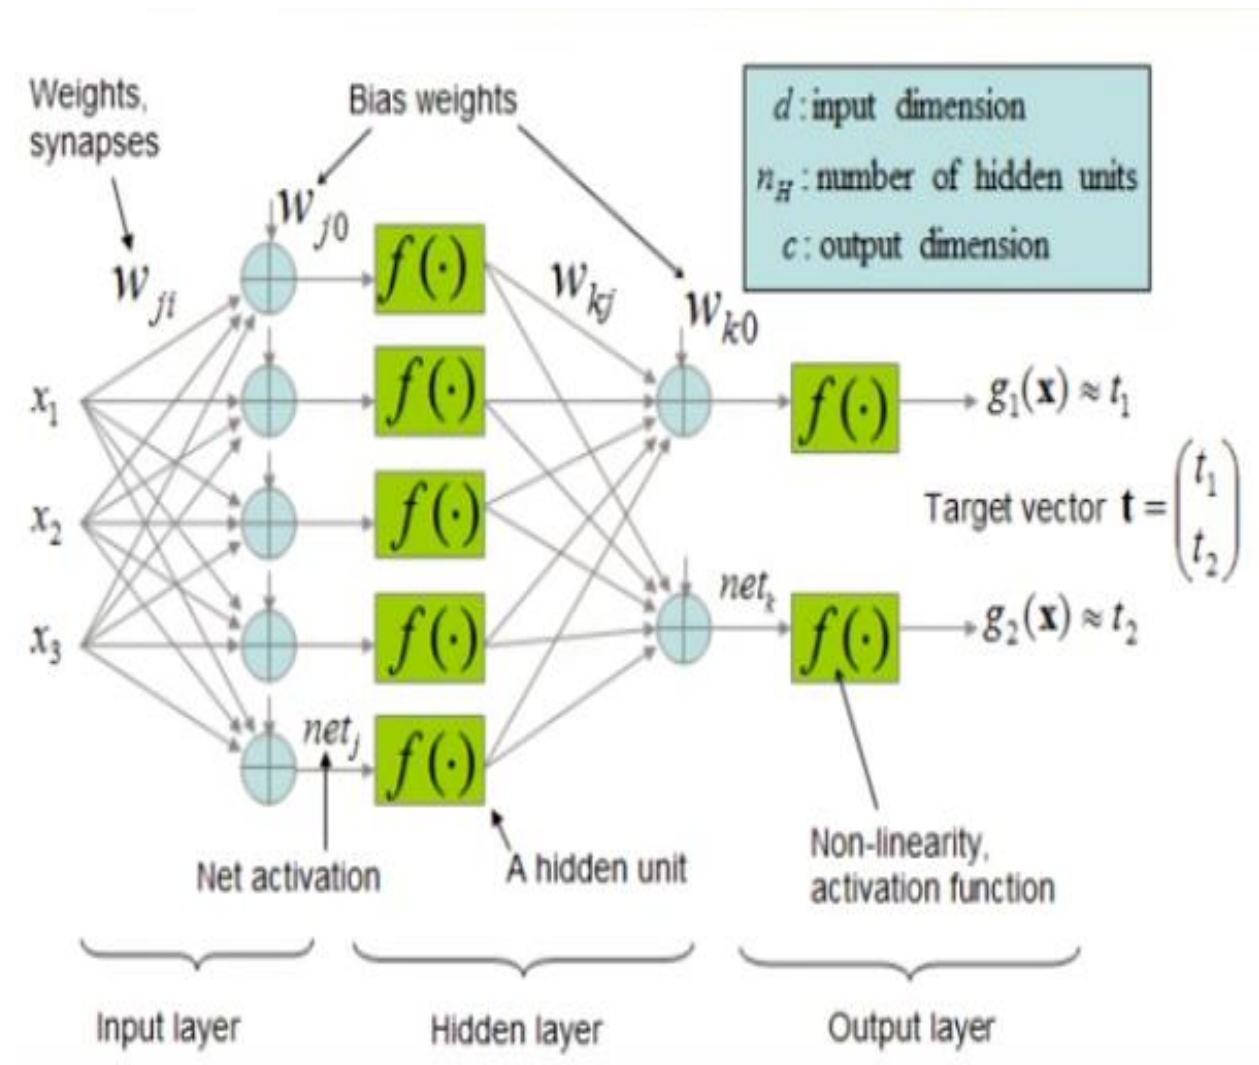 Weights,
synapses
Bias weights
d : input dimension
n_H : number of hidden units
c : output dimension
w_ji
w_j0
f(·)
w_kj
w_k0
x_1
f(·)
f(·)
g_1(𝐱) ≈ t_1
x_2
f(·)
Target vector 𝐭 = (t_1
t_2)
x_3
f(·)
net_k
f(·)
g_2(𝐱) ≈ t_2
net_j
f(·)
Net activation
A hidden unit
Non-linearity,
activation function
Input layer
Hidden layer
Output layer